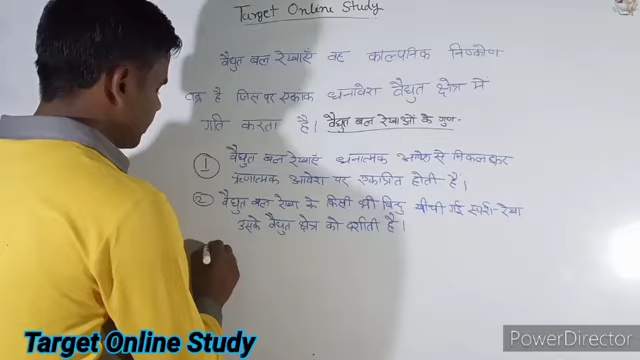 Target Online Study
वैद्युत बल रेखाएँ वह काल्पनिक निष्कोण
वक्र है जिस पर एकांक धनावेश वैद्युत क्षेत्र में
गति करता है। वैद्युत बल रेखाओं के गुण-
① वैद्युत बल रेखाएँ धनात्मक आवेश से निकलकर
ऋणात्मक आवेश पर एकत्रित होती है।
② वैद्युत बल रेखा के किसी भी बिंदु खींची गई स्पर्श-रेखा
उसके वैद्युत क्षेत्र को दर्शाती है।
Target Online Study
PowerDirector